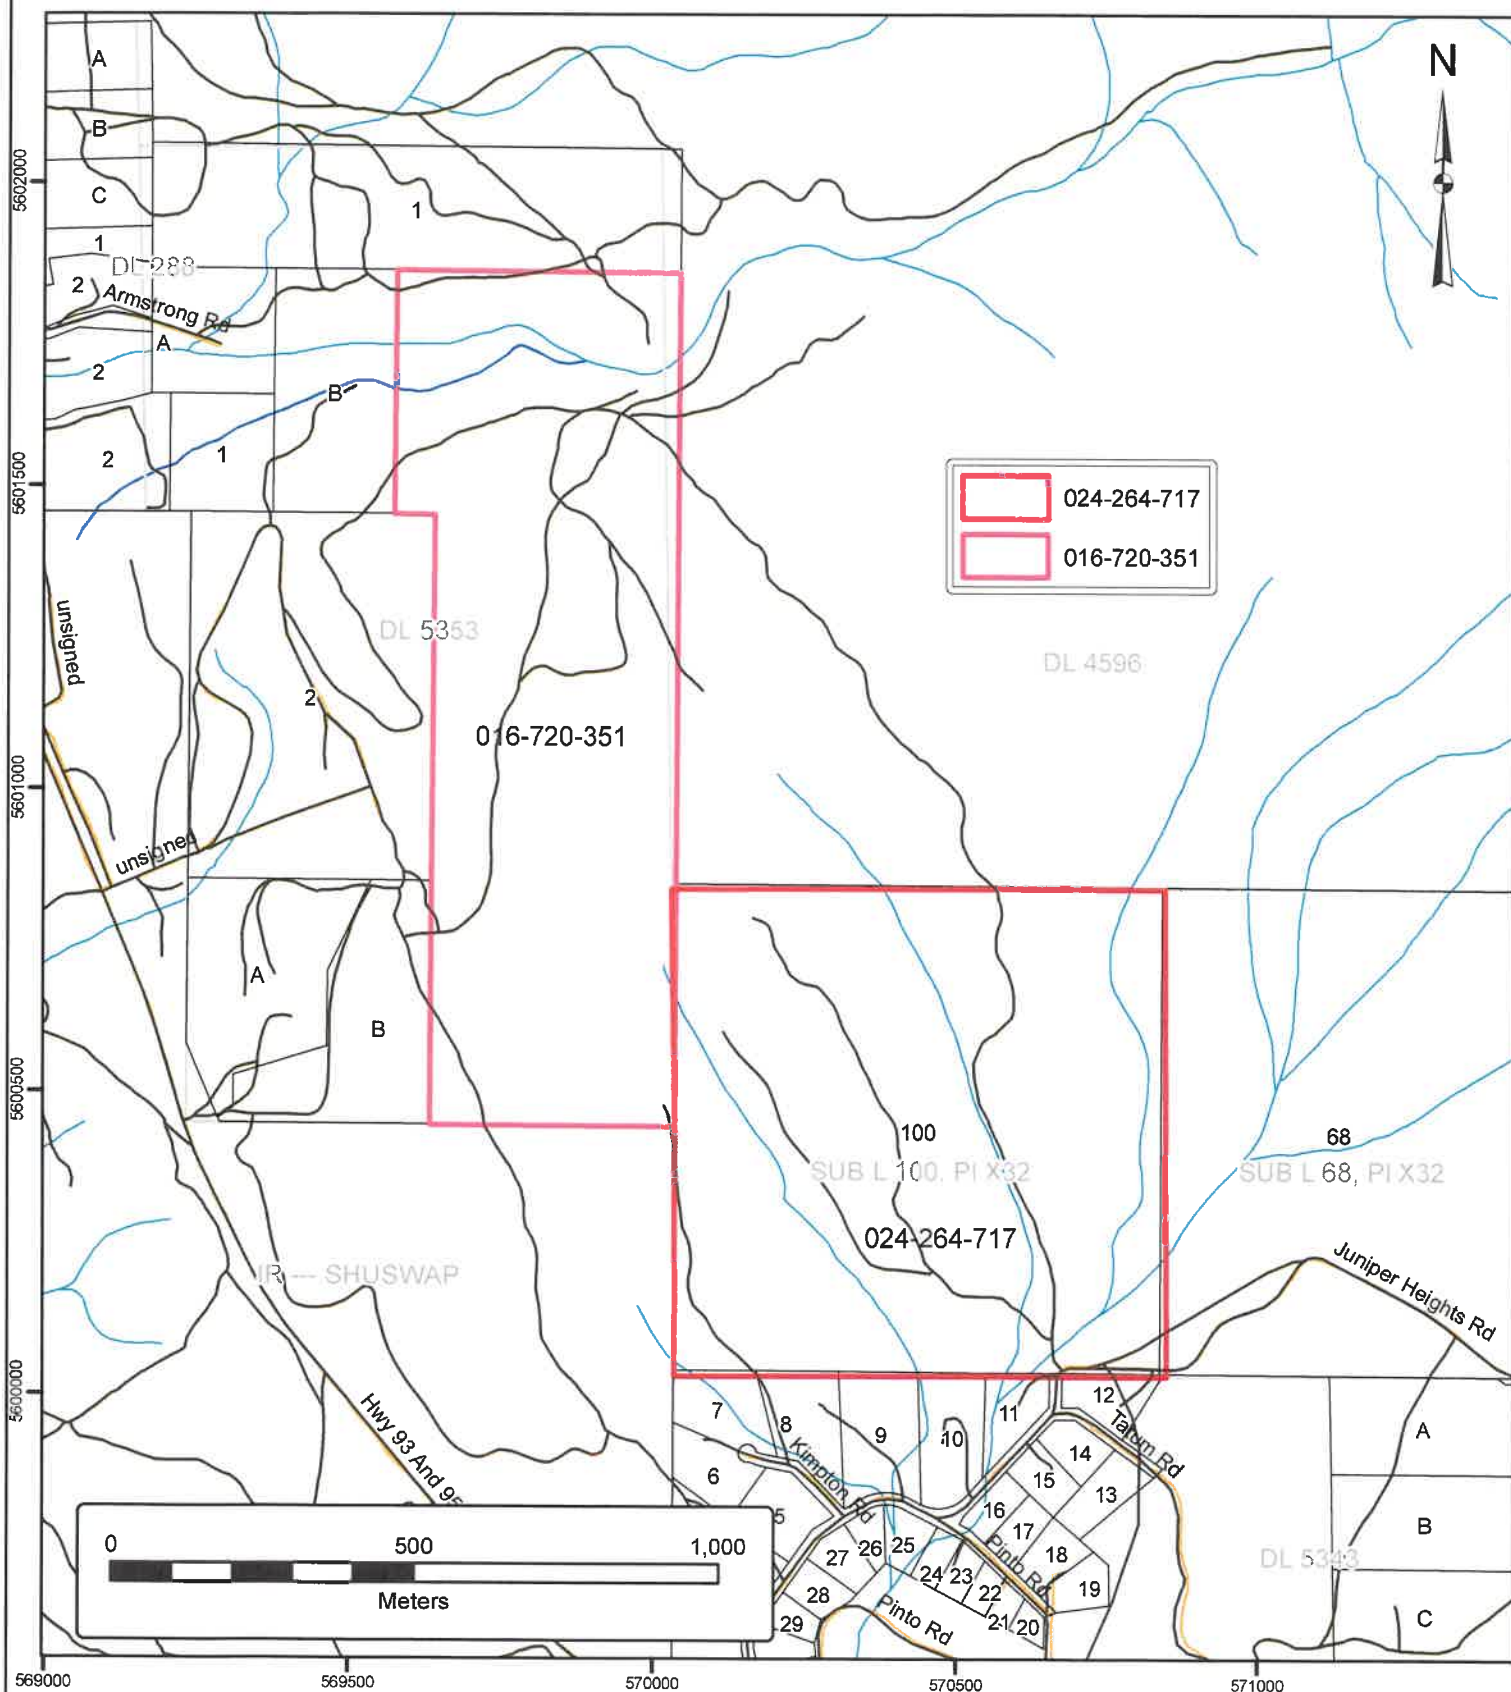 N
A
B
C
1
DL 288
2
Armstrong Rd
A
2
B
2
1
1
5602000
5601500
5601000
5600500
5600000
024-264-717
016-720-351
unsigned
DL 5353
DL 4596
2
016-720-351
unsigned
A
B
100
SUB L 100, Pl X32
024-264-717
68
SUB L 68, Pl X32
IR --- SHUSWAP
Juniper Heights Rd
Hwy 93 And 95
7
8
9
10
11
12
Tatum Rd
Kimpton Rd
6
5
14
15
13
16
17
18
19
Pinto Rd
25
26
27
24
23
22
21
20
28
29
Pinto Rd
A
B
C
DL 5343
0
500
1,000
Meters
569000
569500
570000
570500
571000